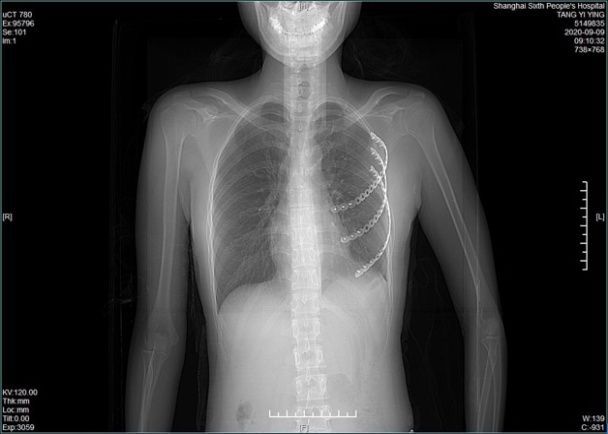 uCT 780
Ex:95796
Se:101
Im:1
Shanghai Sixth People's Hospital
TANG YI YING
5149835
2020-09-09
09:10:32
738×768
[H]
[R]
[L]
KV:120.00
Thk:mm
Loc:mm
Tilt:0.00
Exp:3059
[F]
W:139
C:-931